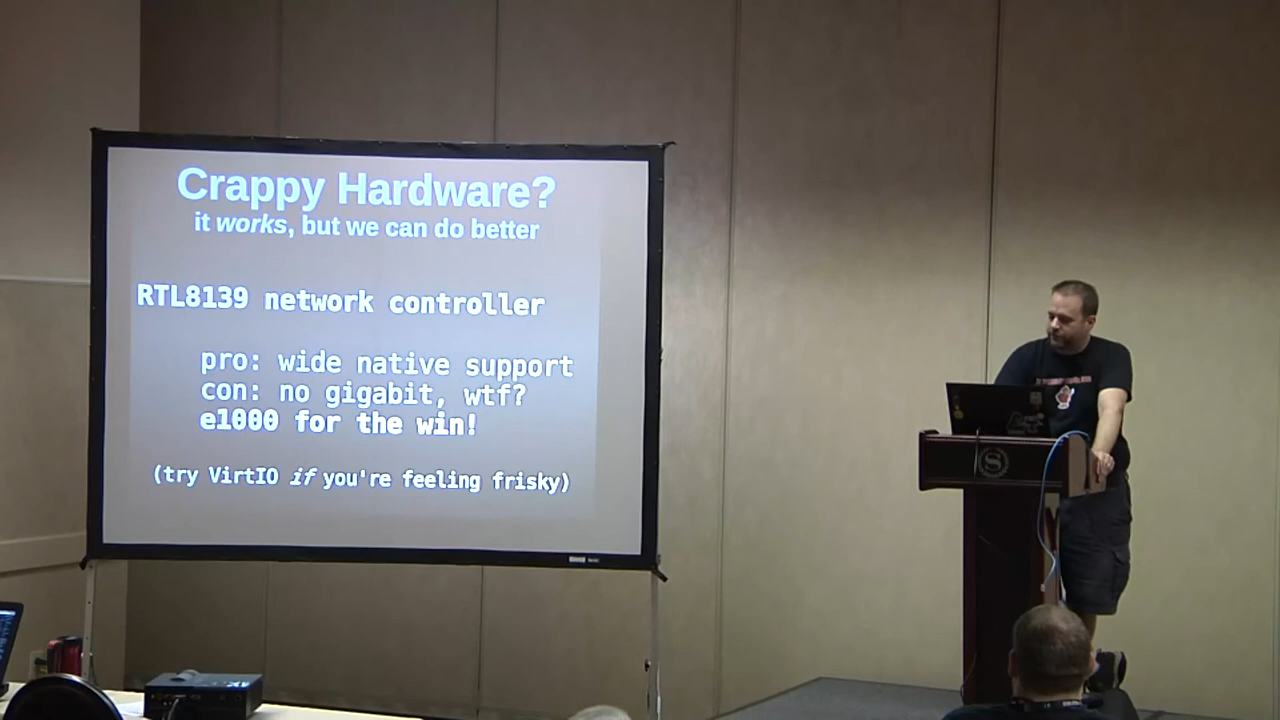 Crappy Hardware?
it works, but we can do better
RTL8139 network controller
pro: wide native support
con: no gigabit, wtf?
e1000 for the win!
(try VirtIO if you're feeling frisky)
S